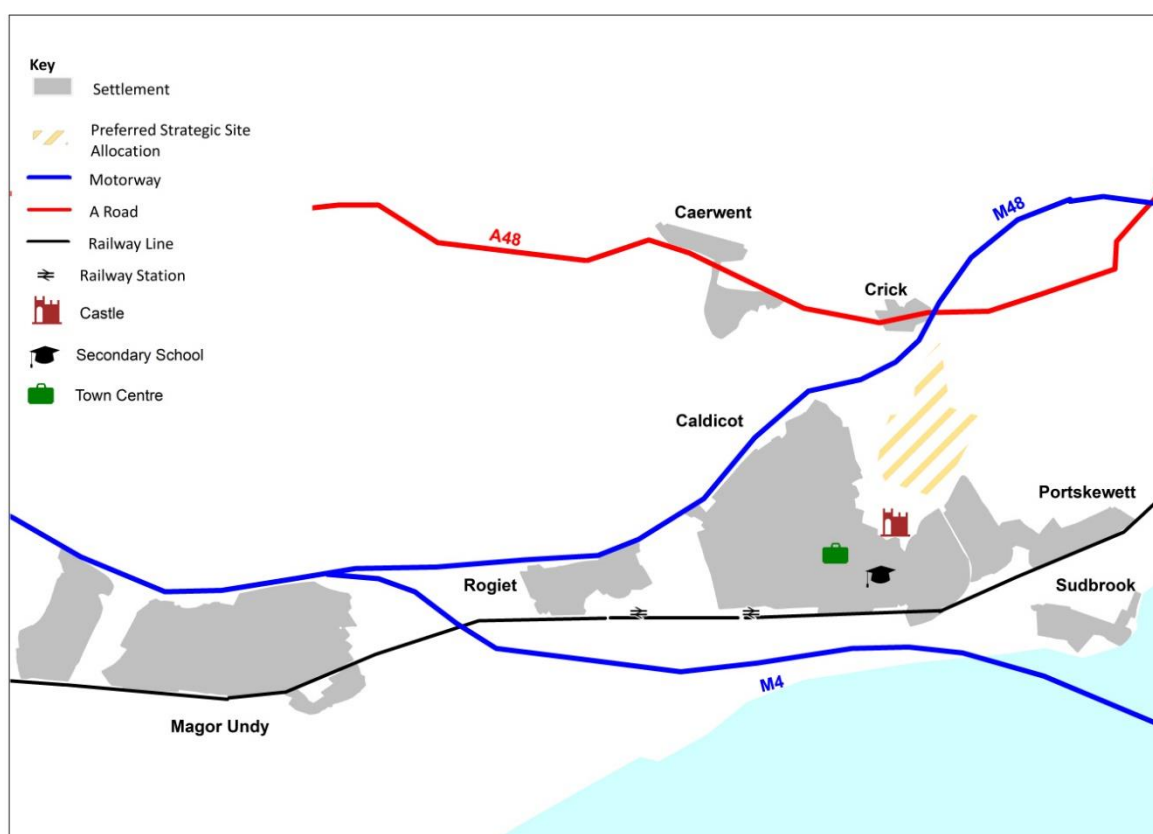 Key
Settlement
Preferred Strategic Site
Allocation
Motorway
A Road
Railway Line
Railway Station
Castle
Secondary School
Town Centre
Caerwent
M48
A48
Crick
Caldicot
Portskewett
Rogiet
Sudbrook
M4
Magor Undy